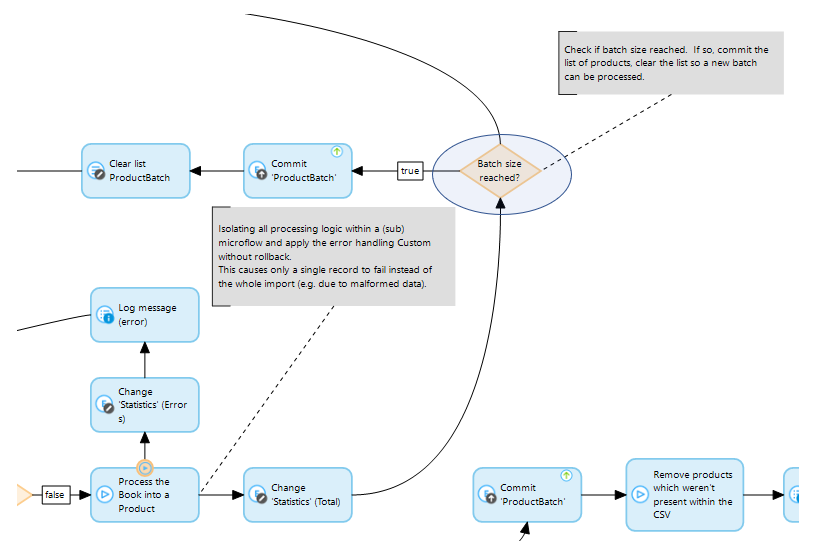 Check if batch size reached.  If so, commit the
list of products, clear the list so a new batch
can be processed.
Clear list
ProductBatch
Commit
'ProductBatch'
true
Batch size
reached?
Isolating all processing logic within a (sub)
microflow and apply the error handling Custom
without rollback.
This causes only a single record to fail instead of
the whole import (e.g. due to malformed data).
Log message
(error)
Change
'Statistics' (Error
s)
false
Process the
Book into a
Product
Change
'Statistics' (Total)
Commit
'ProductBatch'
Remove products
which weren't
present within the
CSV